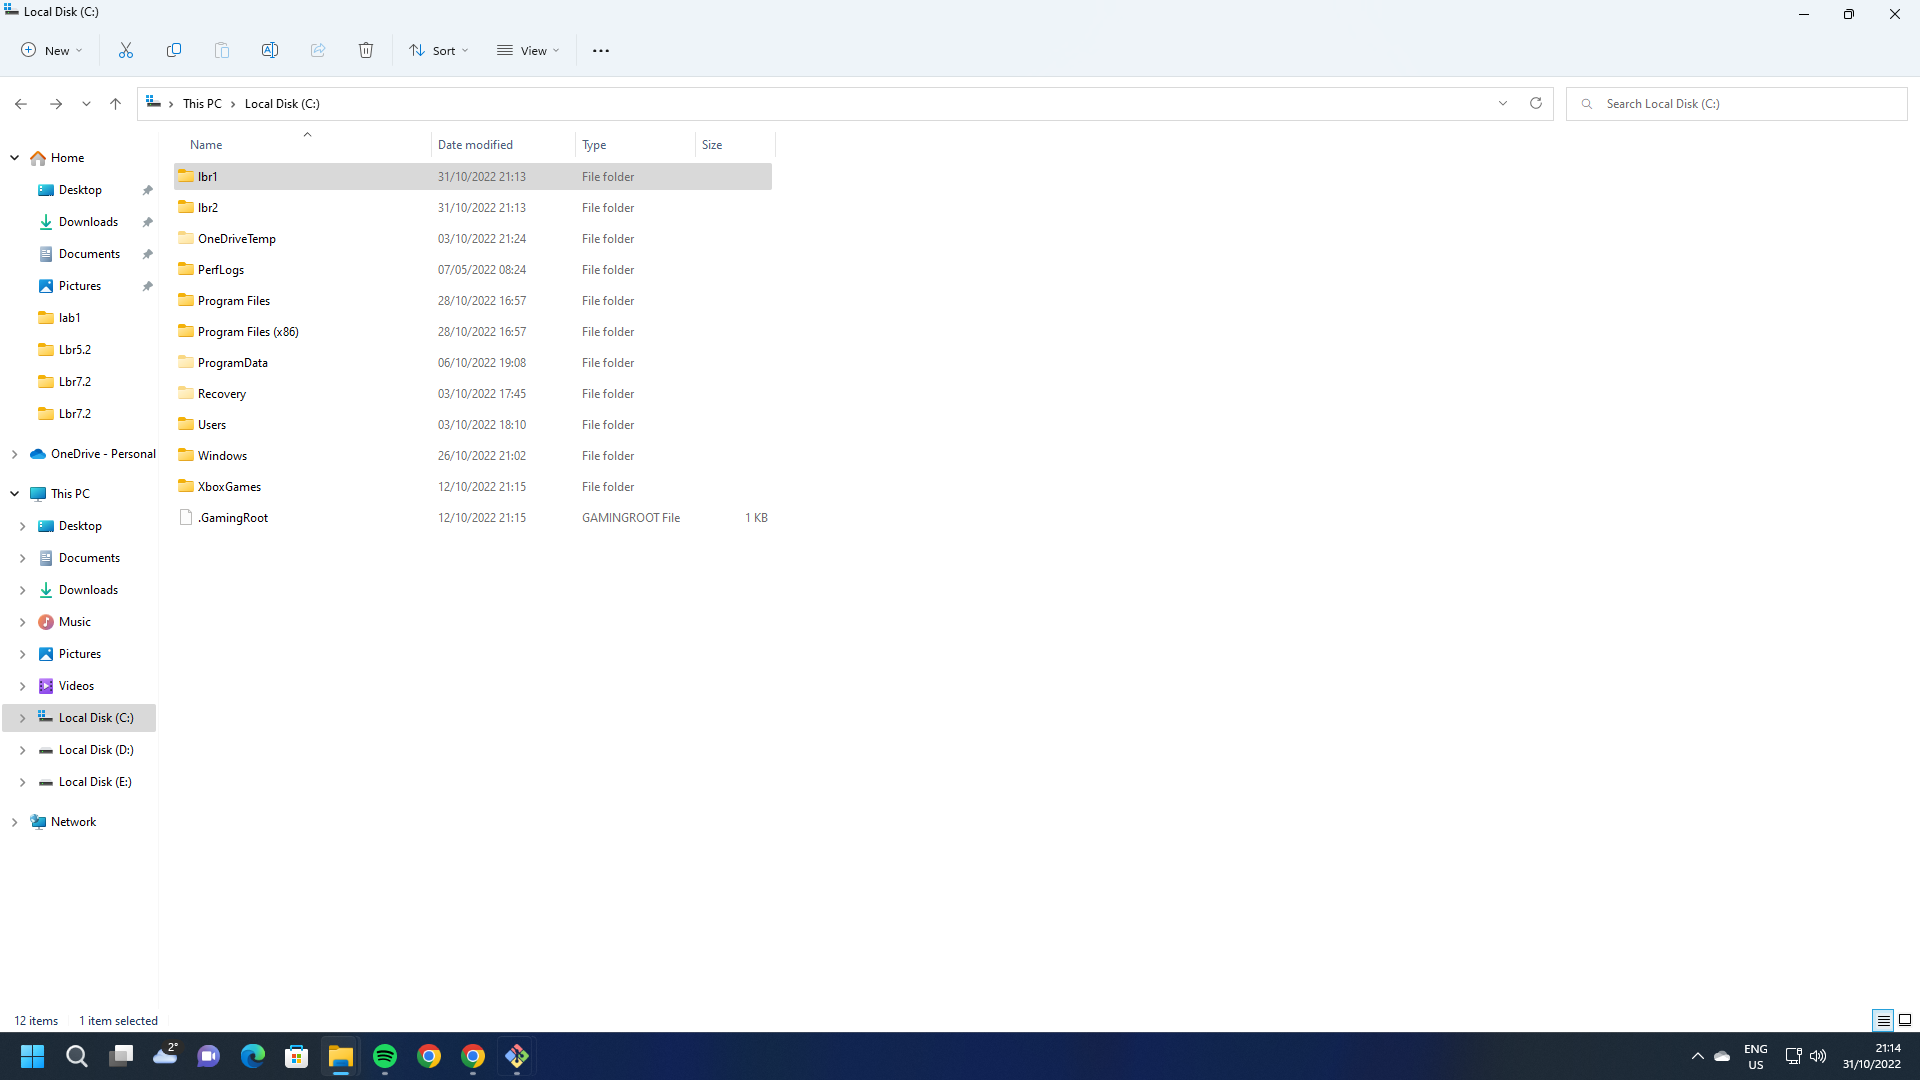 Local Disk (C:)
New Sort View
This PC Local Disk (C:) Search Local Disk (C:)
Name Date modified Type Size
Home
Desktop
Downloads
Documents
Pictures
lab1
Lbr5.2
Lbr7.2
Lbr7.2
OneDrive - Personal
This PC
Desktop
Documents
Downloads
Music
Pictures
Videos
Local Disk (C:)
Local Disk (D:)
Local Disk (E:)
Network
lbr1 31/10/2022 21:13 File folder
lbr2 31/10/2022 21:13 File folder
OneDriveTemp 03/10/2022 21:24 File folder
PerfLogs 07/05/2022 08:24 File folder
Program Files 28/10/2022 16:57 File folder
Program Files (x86) 28/10/2022 16:57 File folder
ProgramData 06/10/2022 19:08 File folder
Recovery 03/10/2022 17:45 File folder
Users 03/10/2022 18:10 File folder
Windows 26/10/2022 21:02 File folder
XboxGames 12/10/2022 21:15 File folder
.GamingRoot 12/10/2022 21:15 GAMINGROOT File 1 KB
12 items 1 item selected
2°
ENG
US
21:14
31/10/2022